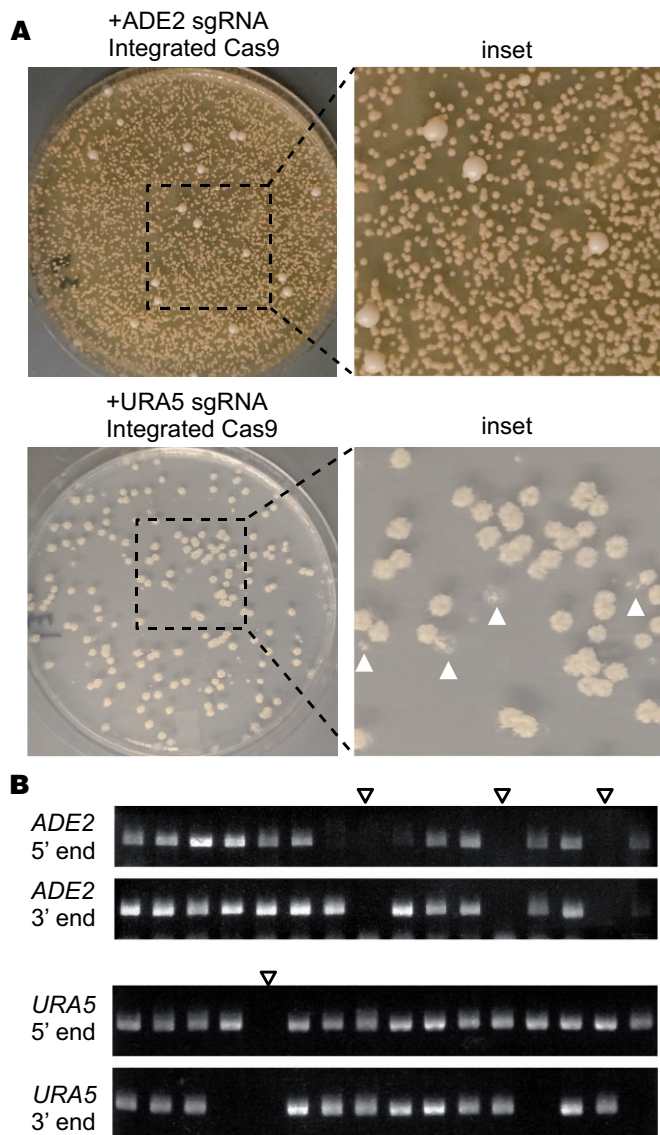 A
+ADE2 sgRNA
Integrated Cas9
inset
+URA5 sgRNA
Integrated Cas9
inset
B
ADE2
5’ end
ADE2
3’ end
URA5
5’ end
URA5
3’ end